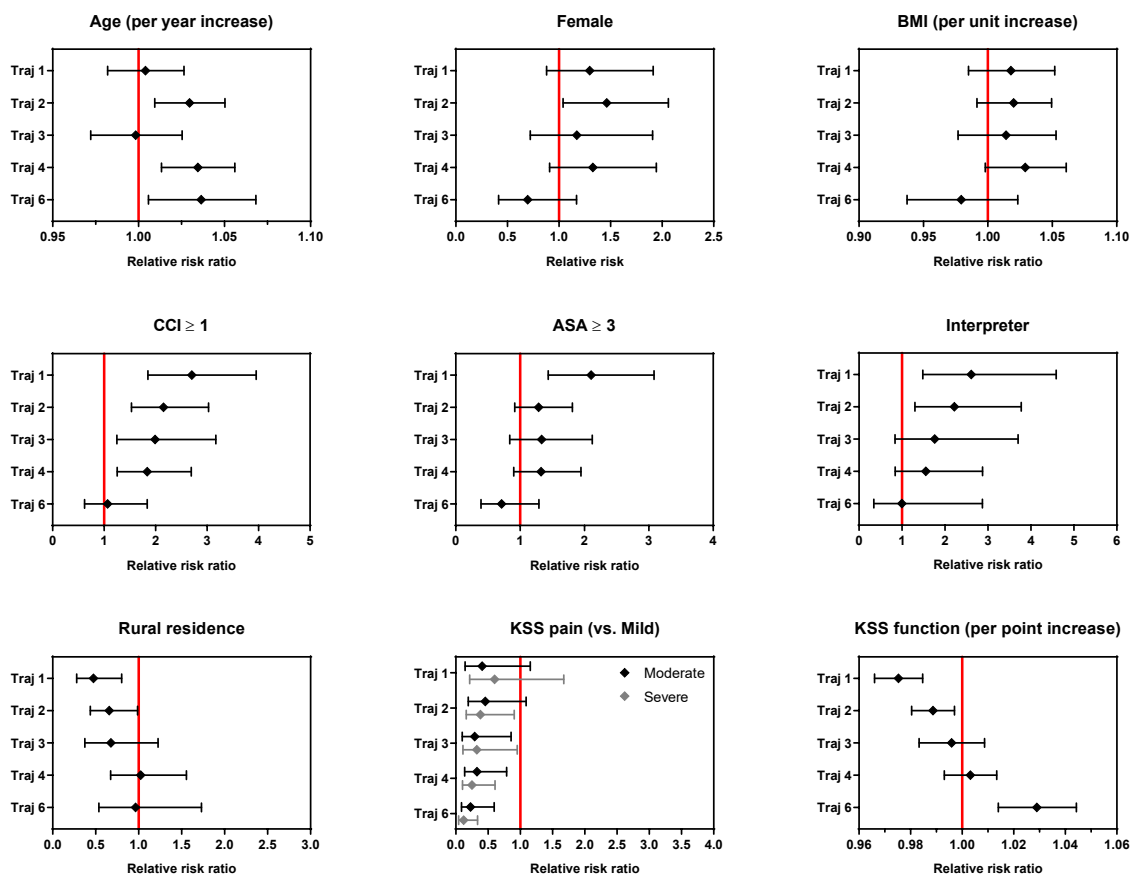 Age (per year increase)
Traj 1
Traj 2
Traj 3
Traj 4
Traj 6
0.95 1.00 1.05 1.10
Relative risk ratio
Female
Traj 1
Traj 2
Traj 3
Traj 4
Traj 6
0.0 0.5 1.0 1.5 2.0 2.5
Relative risk
BMI (per unit increase)
Traj 1
Traj 2
Traj 3
Traj 4
Traj 6
0.90 0.95 1.00 1.05 1.10
Relative risk ratio
CCI ≥ 1
Traj 1
Traj 2
Traj 3
Traj 4
Traj 6
0 1 2 3 4 5
Relative risk ratio
ASA ≥ 3
Traj 1
Traj 2
Traj 3
Traj 4
Traj 6
0 1 2 3 4
Relative risk ratio
Interpreter
Traj 1
Traj 2
Traj 3
Traj 4
Traj 6
0 1 2 3 4 5 6
Relative risk ratio
Rural residence
Traj 1
Traj 2
Traj 3
Traj 4
Traj 6
0.0 0.5 1.0 1.5 2.0 2.5 3.0
Relative risk ratio
KSS pain (vs. Mild)
Traj 1
Traj 2
Traj 3
Traj 4
Traj 6
Moderate
Severe
0.0 0.5 1.0 1.5 2.0 2.5 3.0 3.5 4.0
Relative risk ratio
KSS function (per point increase)
Traj 1
Traj 2
Traj 3
Traj 4
Traj 6
0.96 0.98 1.00 1.02 1.04 1.06
Relative risk ratio